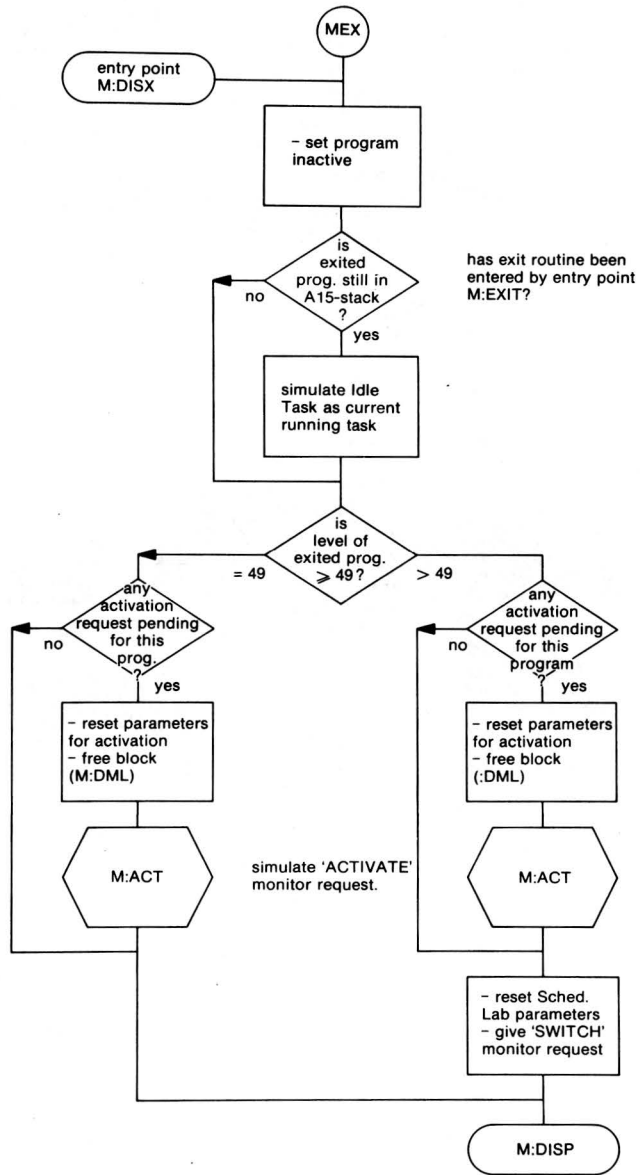 MEX
entry point
M:DISX
– set program
inactive
is
exited
prog. still in
A15-stack
?
no
yes
has exit routine been
entered by entry point
M:EXIT?
simulate Idle
Task as current
running task
is
level of
exited prog.
= 49
⩾ 49?
> 49
any
activation
request pending
for this
prog.
?
no
yes
any
activation
request pending
for this
program
?
no
yes
– reset parameters
for activation
– free block
(M:DML)
– reset parameters
for activation
– free block
(:DML)
M:ACT
simulate 'ACTIVATE'
monitor request.
M:ACT
– reset Sched.
Lab parameters
– give 'SWITCH'
monitor request
M:DISP